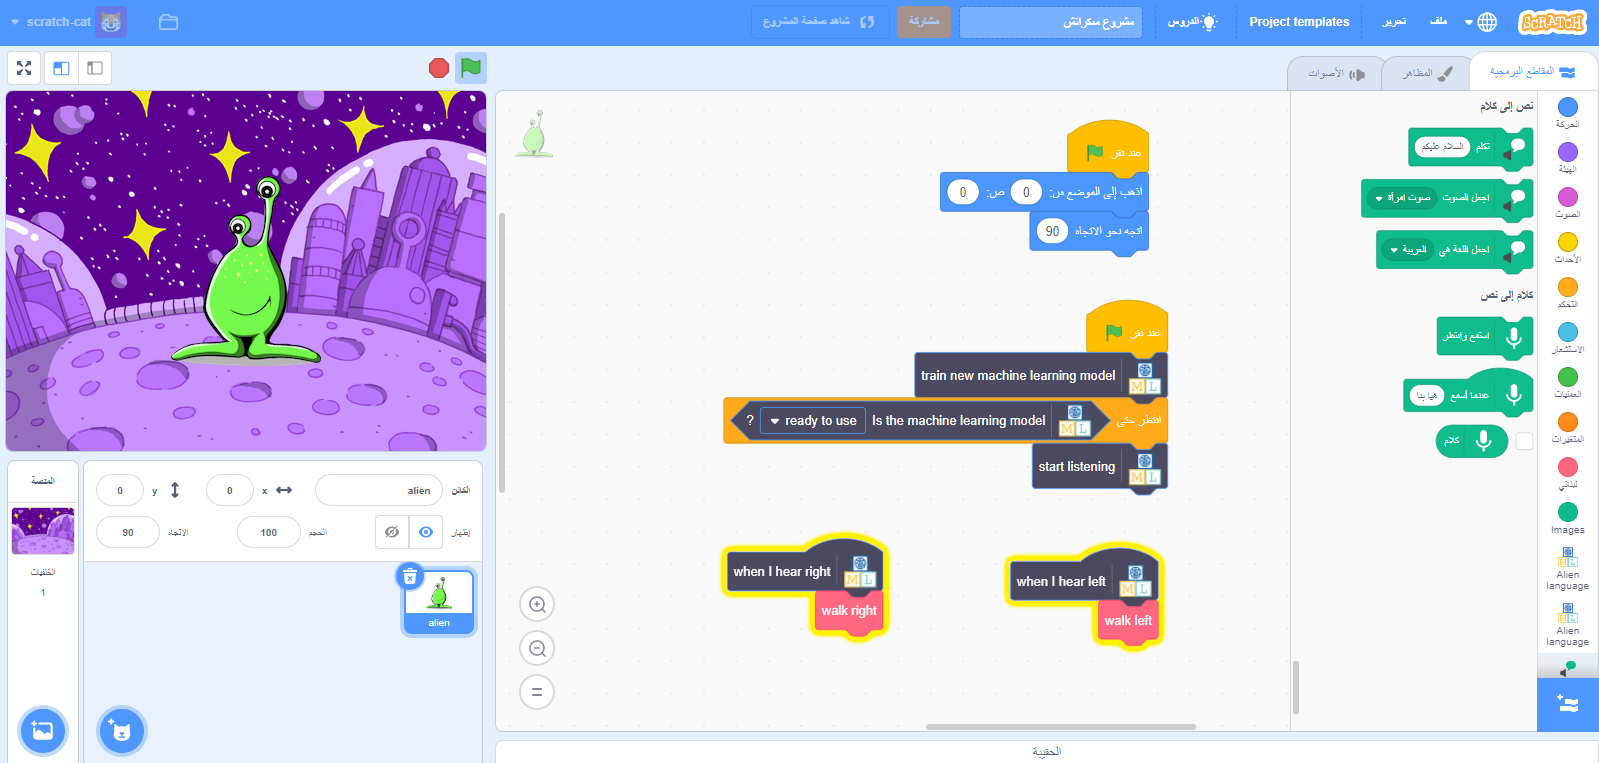 SCRATCH
ملف
تحرير
Project templates
الدروس
مشروع سكراتش
مشاركة
شاهد صفحة المشروع
scratch-cat
المقاطع البرمجية
المظاهر
الأصوات
الحركة
الهيئة
الصوت
الأحداث
التحكم
الاستشعار
العمليات
المتغيرات
لبناتي
Images
Alien
language
Alien
language
نص إلى كلام
تكلم السلام عليكم
اجعل الصوت صوت امرأة
اجعل اللغة هي العربية
كلام إلى نص
استمع وانتظر
عندما أسمع هيا بنا
كلام
عند نقر
اذهب إلى الموضع س: 0 ص: 0
اتجه نحو الاتجاه 90
عند نقر
train new machine learning model
انتظر حتى
Is the machine learning model ready to use ?
start listening
when I hear right
walk right
when I hear left
walk left
الكائن alien x 0 y 0
إظهار الحجم 100 الاتجاه 90
alien
المنصة
الخلفيات
1
الحقيبة